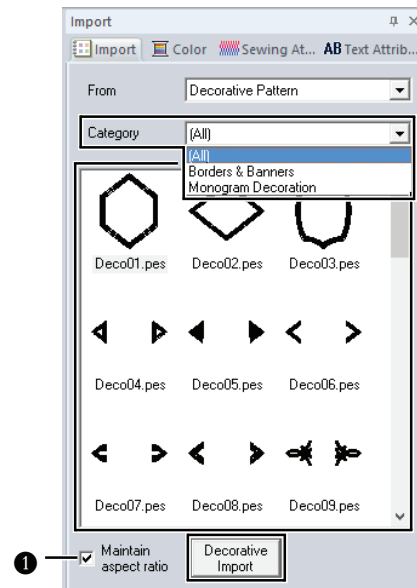 Import
Import Color Sewing At... AB Text Attrib...
From Decorative Pattern
Category (All)
(All)
Borders & Banners
Monogram Decoration
Deco01.pes Deco02.pes Deco03.pes
Deco04.pes Deco05.pes Deco06.pes
Deco07.pes Deco08.pes Deco09.pes
1
Maintain
aspect ratio
Decorative
Import